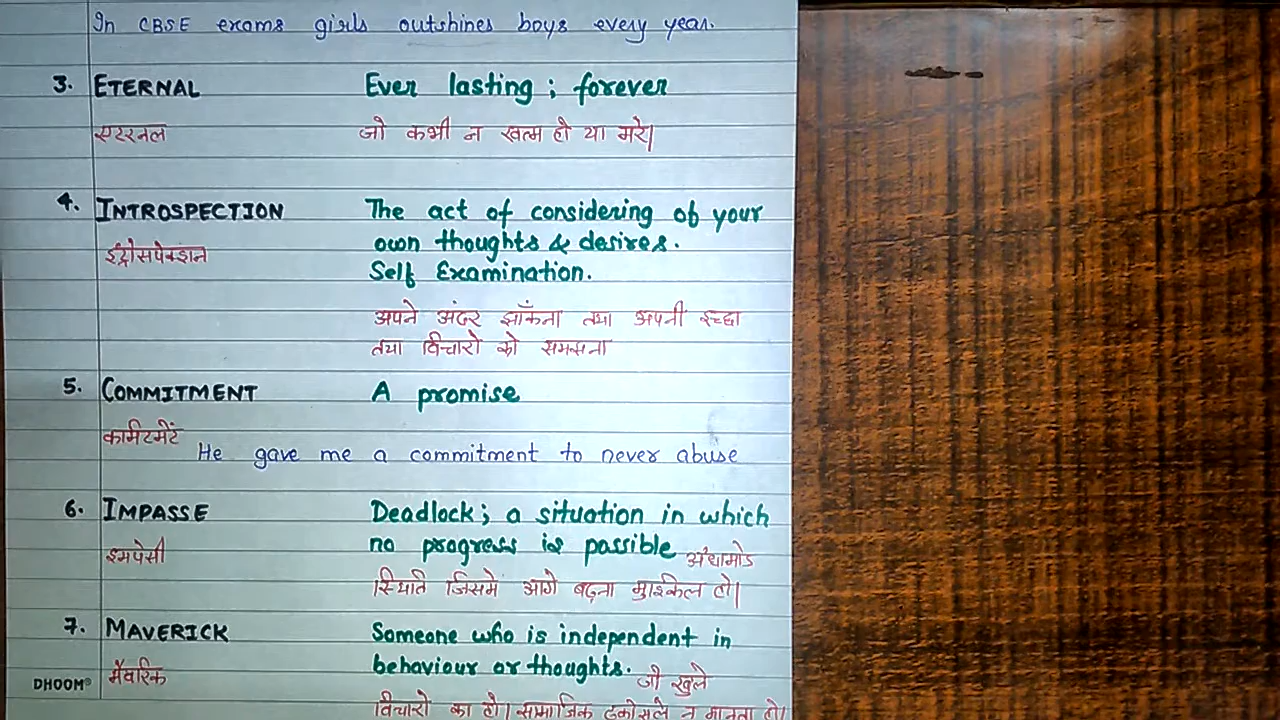 In CBSE exams girls outshines boys every year.
3. ETERNAL Ever lasting ; forever
एटरनल जो कभी न खत्म हो या मरे।
4. INTROSPECTION The act of considering of your
own thoughts & desires.
इंट्रोसपेक्शन
Self Examination.
अपने अंदर झाँकना तथा अपनी इच्छा
तथा विचारो को समझना
5. COMMITMENT A promise
कमिटमेंट
He gave me a commitment to never abuse
6. IMPASSE Deadlock; a situation in which
no progress is possible अंधामोड
इमपेसी
स्थिति जिसमें आगे बढ़ना मुश्किल हो।
7. MAVERICK Someone who is independent in
behaviour or thoughts.
मैवरिक जो खुले
DHOOM®
विचारो का हो। सामाजिक ढकोसले न मानता हो।